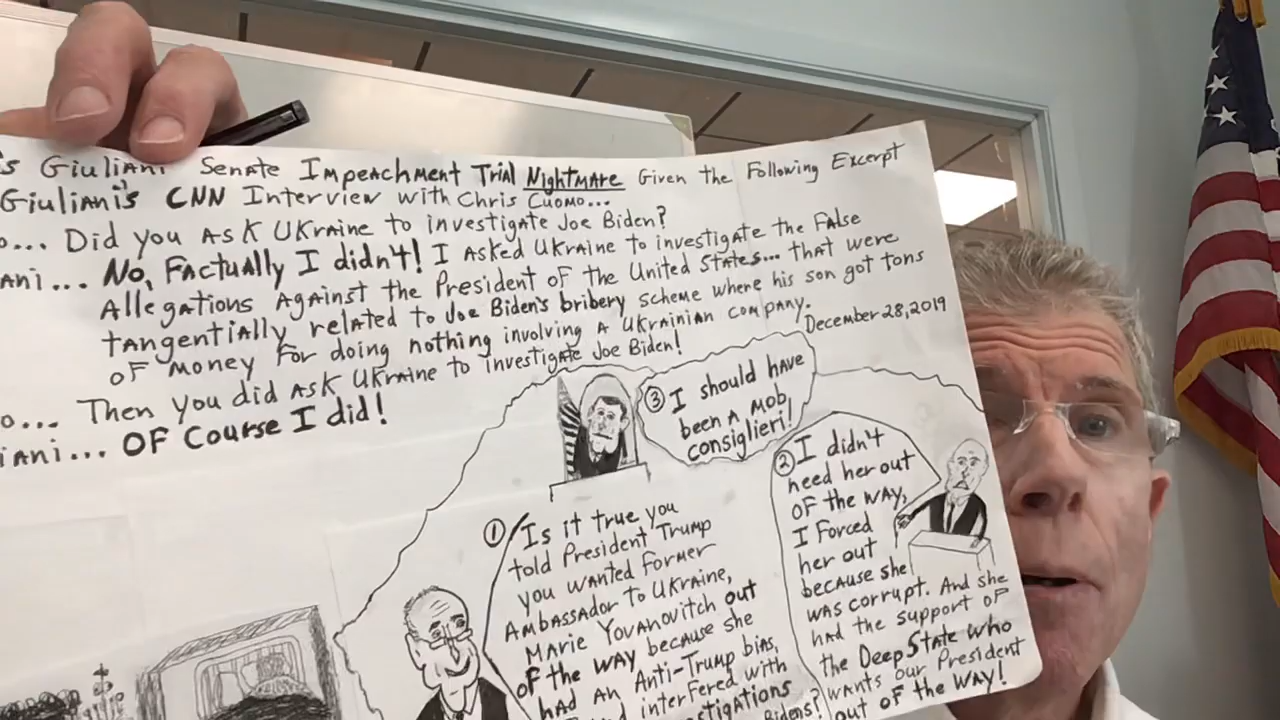 's Giuliani Senate Impeachment Trial Nightmare Given the Following Excerpt
Giuliani's CNN Interview with Chris Cuomo...
o... Did you ask Ukraine to investigate Joe Biden?
ani... No, Factually I didn't! I asked Ukraine to investigate the False
Allegations against the President of the United States... that were
tangentially related to Joe Biden's bribery scheme where his son got tons
of money for doing nothing involving a Ukrainian company.
o... Then you did ask Ukraine to investigate Joe Biden!
iani... Of Course I did!
December 28, 2019
① Is it true you
told President Trump
you wanted Former
Ambassador to Ukraine,
Marie Yovanovitch out
of the way because she
had an Anti-Trump bias,
interfered with
Bidens?
② I didn't
need her out
of the way,
I Forced
her out
because she
was corrupt. And she
had the support of
the Deep State who
wants our President
out of the way!
③ I should have
been a mob
consiglieri!